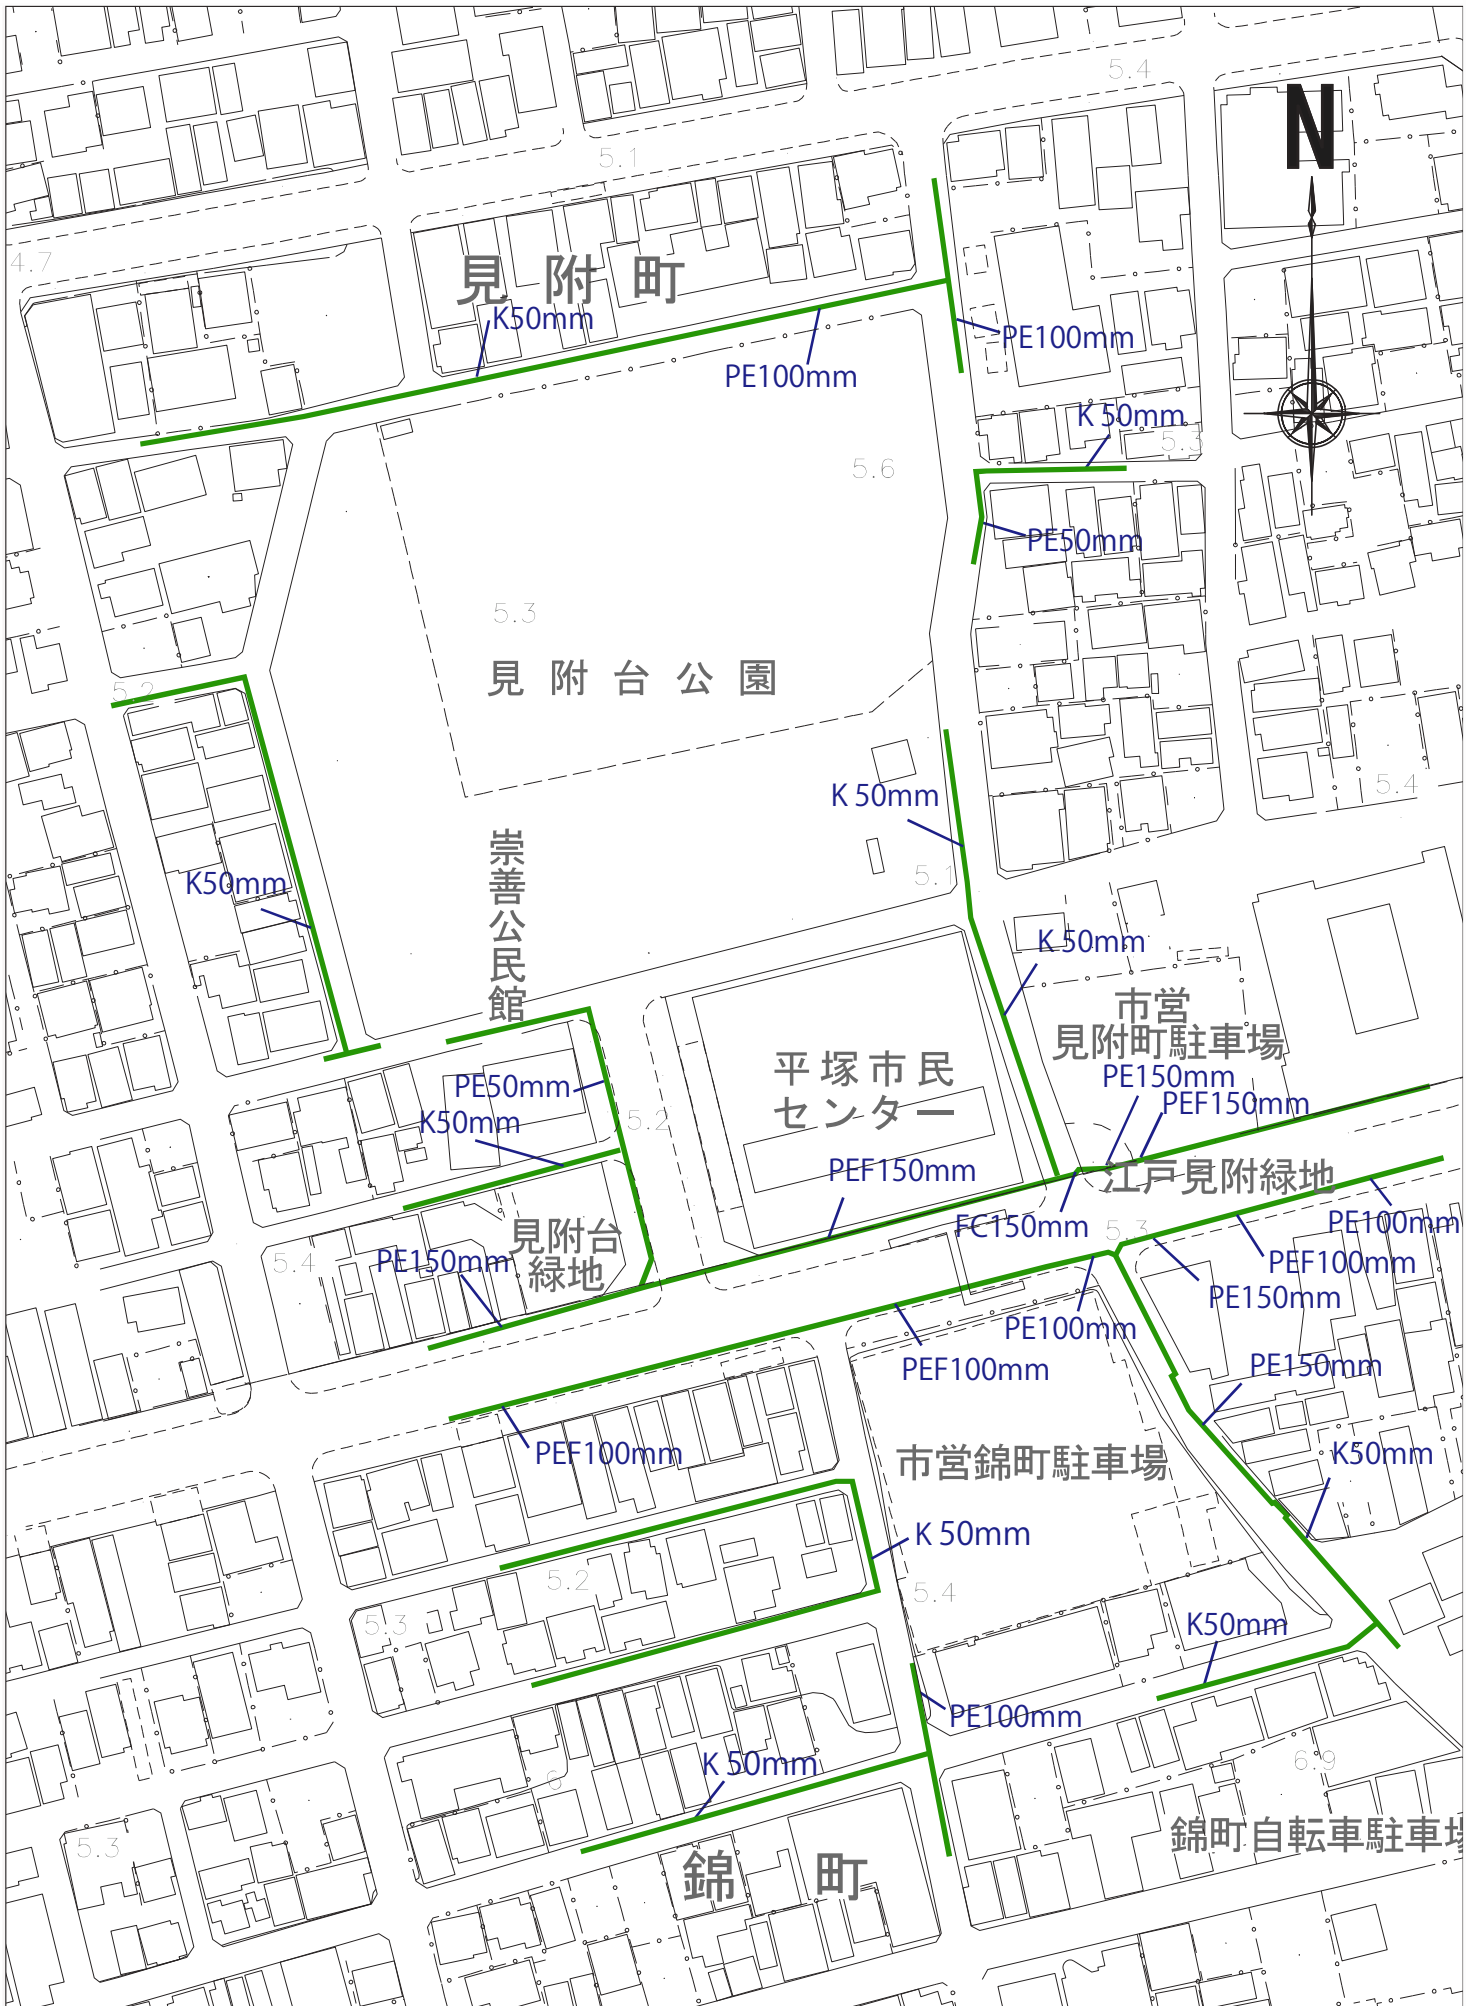 5.4
N
5.1
4.7
見附町
K50mm
PE100mm
PE100mm
K 50mm
5.3
5.6
PE50mm
5.3
見附台公園
5.2
K 50mm
5.4
崇善公民館
5.1
K50mm
K 50mm
市営
見附町駐車場
平塚市民
センター
PE50mm
PE150mm
PEF150mm
K50mm
5.2
PEF150mm
江戸見附緑地
見附台
緑地
FC150mm
5.3
PE100mm
5.4
PE150mm
PEF100mm
PE150mm
PE100mm
PEF100mm
PE150mm
PEF100mm
市営錦町駐車場
K50mm
K 50mm
5.2
5.4
5.3
K50mm
PE100mm
K 50mm
6
6.9
5.3
錦町自転車駐車場
錦町